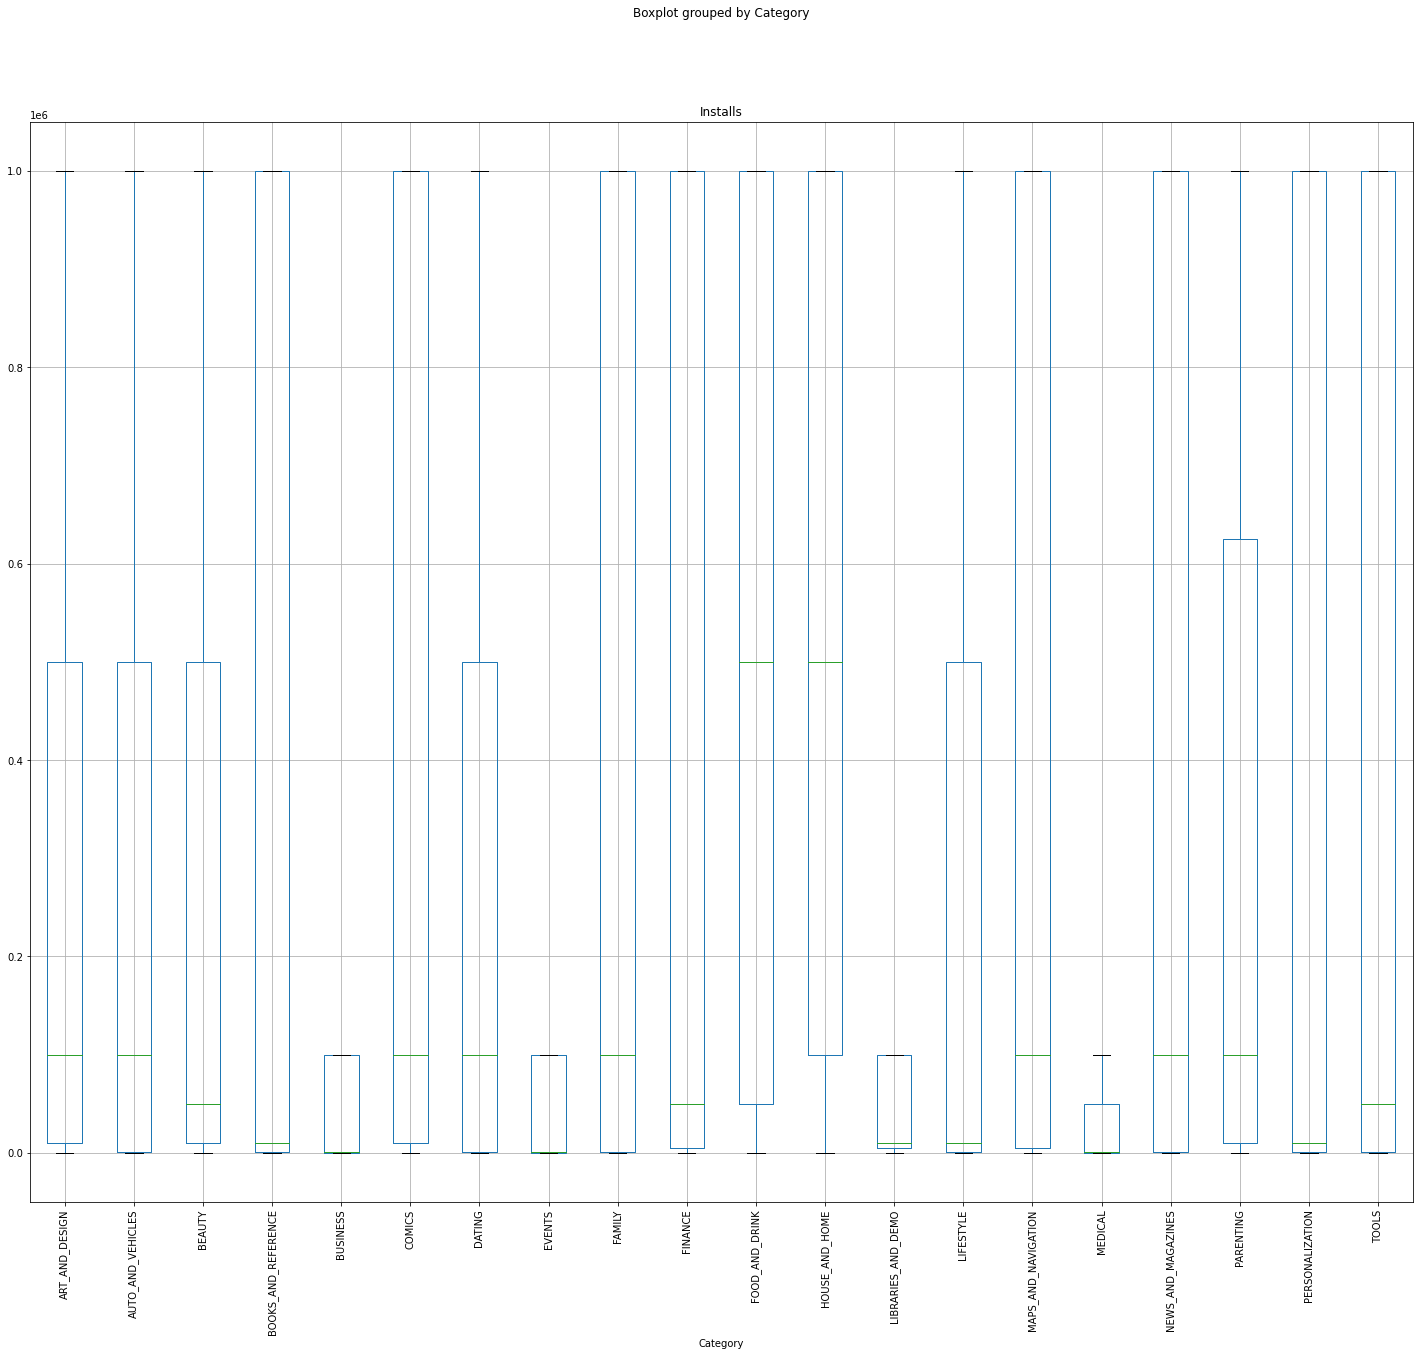 Boxplot grouped by Category
Installs
1e6
1.0
0.8
0.6
0.4
0.2
0.0
ART_AND_DESIGN
AUTO_AND_VEHICLES
BEAUTY
BOOKS_AND_REFERENCE
BUSINESS
COMICS
DATING
EVENTS
FAMILY
FINANCE
FOOD_AND_DRINK
HOUSE_AND_HOME
LIBRARIES_AND_DEMO
LIFESTYLE
MAPS_AND_NAVIGATION
MEDICAL
NEWS_AND_MAGAZINES
PARENTING
PERSONALIZATION
TOOLS
Category